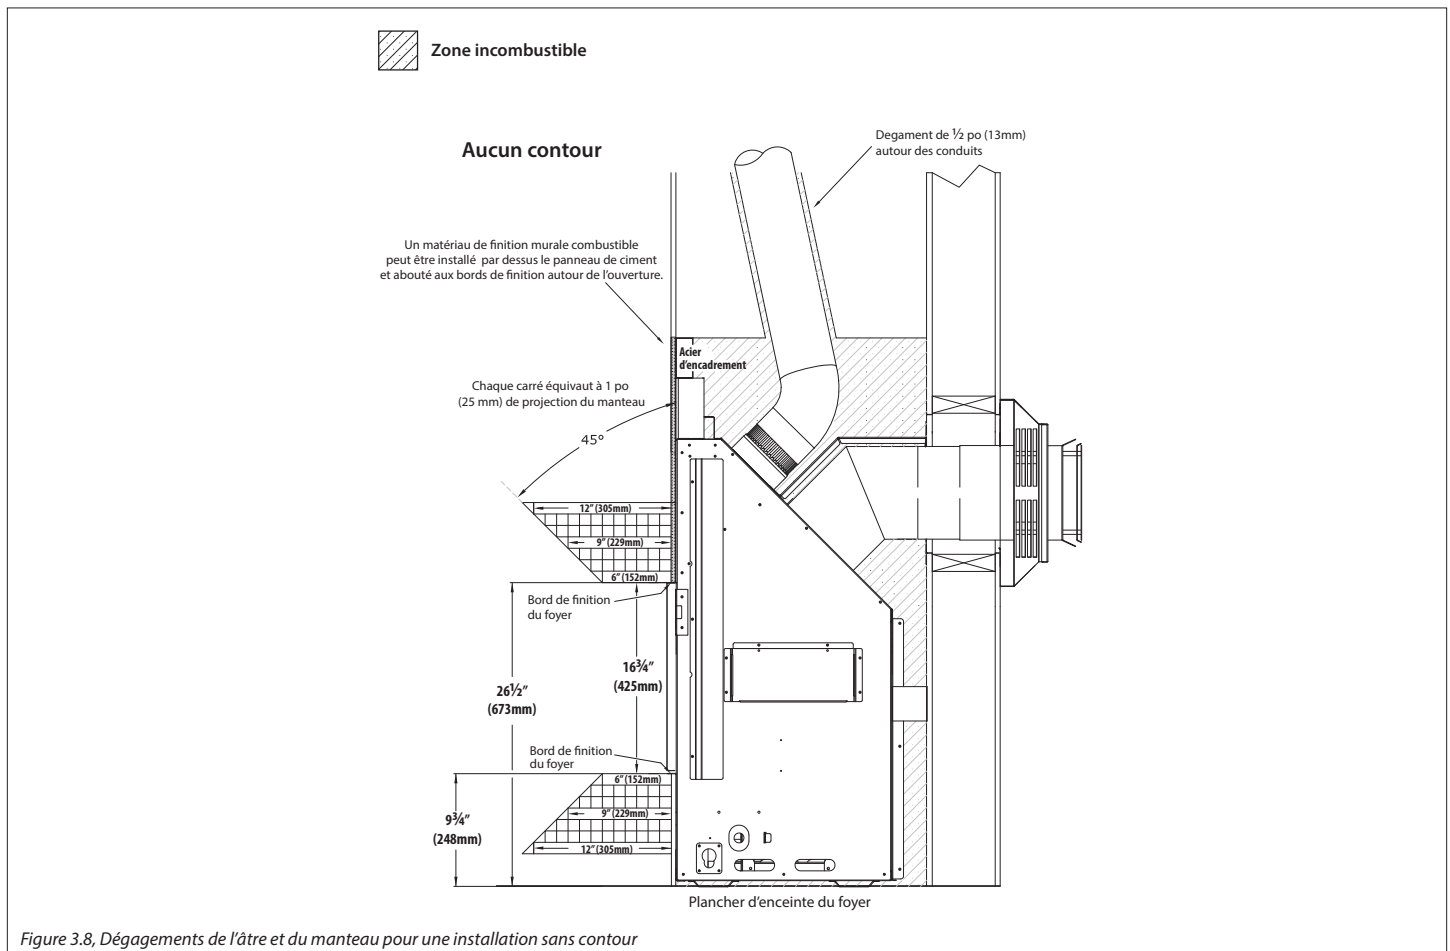 Zone incombustible
Aucun contour
Degament de ½ po (13mm)
autour des conduits
Un matériau de finition murale combustible
peut être installé par dessus le panneau de ciment
et abouté aux bords de finition autour de l'ouverture.
Acier
d'encadrement
Chaque carré équivaut à 1 po
(25 mm) de projection du manteau
45°
12" (305mm)
9" (229mm)
6" (152mm)
Bord de finition
du foyer
16¾"
(425mm)
26½"
(673mm)
Bord de finition
du foyer
6" (152mm)
9" (229mm)
12" (305mm)
9¾"
(248mm)
Plancher d'enceinte du foyer
Figure 3.8, Dégagements de l'âtre et du manteau pour une installation sans contour